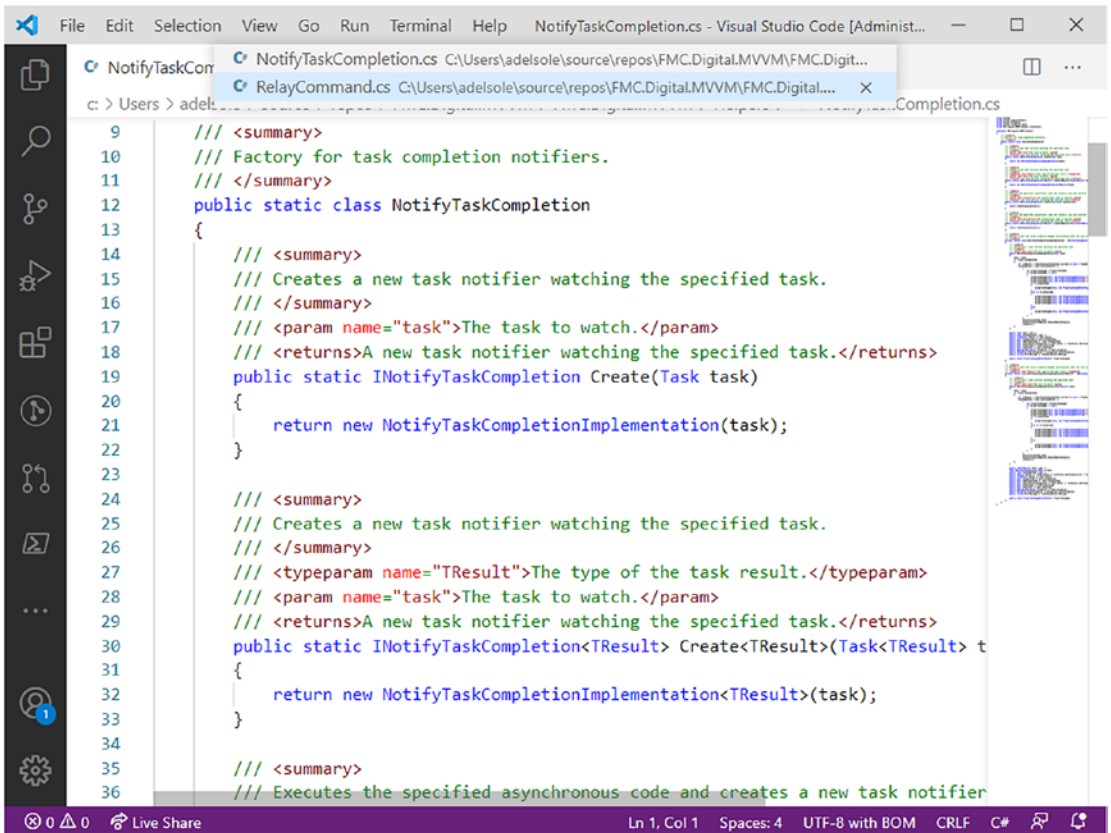 File Edit Selection View Go Run Terminal Help NotifyTaskCompletion.cs - Visual Studio Code [Administ...
NotifyTaskCom
C# NotifyTaskCompletion.cs C:\Users\adelsole\source\repos\FMC.Digital.MVVM\FMC.Digit...
C# RelayCommand.cs C:\Users\adelsole\source\repos\FMC.Digital.MVVM\FMC.Digital....
c: > Users > Completion.cs
9 /// <summary>
10 /// Factory for task completion notifiers.
11 /// </summary>
12 public static class NotifyTaskCompletion
13 {
14 /// <summary>
15 /// Creates a new task notifier watching the specified task.
16 /// </summary>
17 /// <param name="task">The task to watch.</param>
18 /// <returns>A new task notifier watching the specified task.</returns>
19 public static INotifyTaskCompletion Create(Task task)
20 {
21 return new NotifyTaskCompletionImplementation(task);
22 }
23
24 /// <summary>
25 /// Creates a new task notifier watching the specified task.
26 /// </summary>
27 /// <typeparam name="TResult">The type of the task result.</typeparam>
28 /// <param name="task">The task to watch.</param>
29 /// <returns>A new task notifier watching the specified task.</returns>
30 public static INotifyTaskCompletion<TResult> Create<TResult>(Task<TResult> t
31 {
32 return new NotifyTaskCompletionImplementation<TResult>(task);
33 }
34
35 /// <summary>
36 /// Executes the specified asynchronous code and creates a new task notifier
1
0 0 Live Share Ln 1, Col 1 Spaces: 4 UTF-8 with BOM CRLF C#